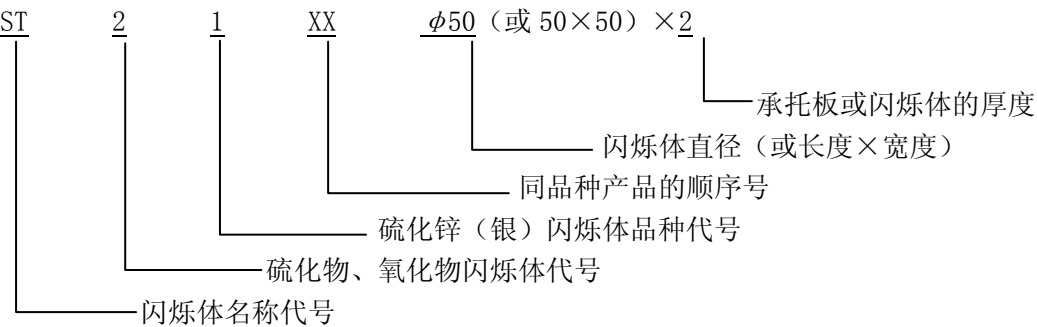 ST 2 1 XX φ50（或 50×50）×2
承托板或闪烁体的厚度
闪烁体直径（或长度×宽度）
同品种产品的顺序号
硫化锌（银）闪烁体品种代号
硫化物、氧化物闪烁体代号
闪烁体名称代号